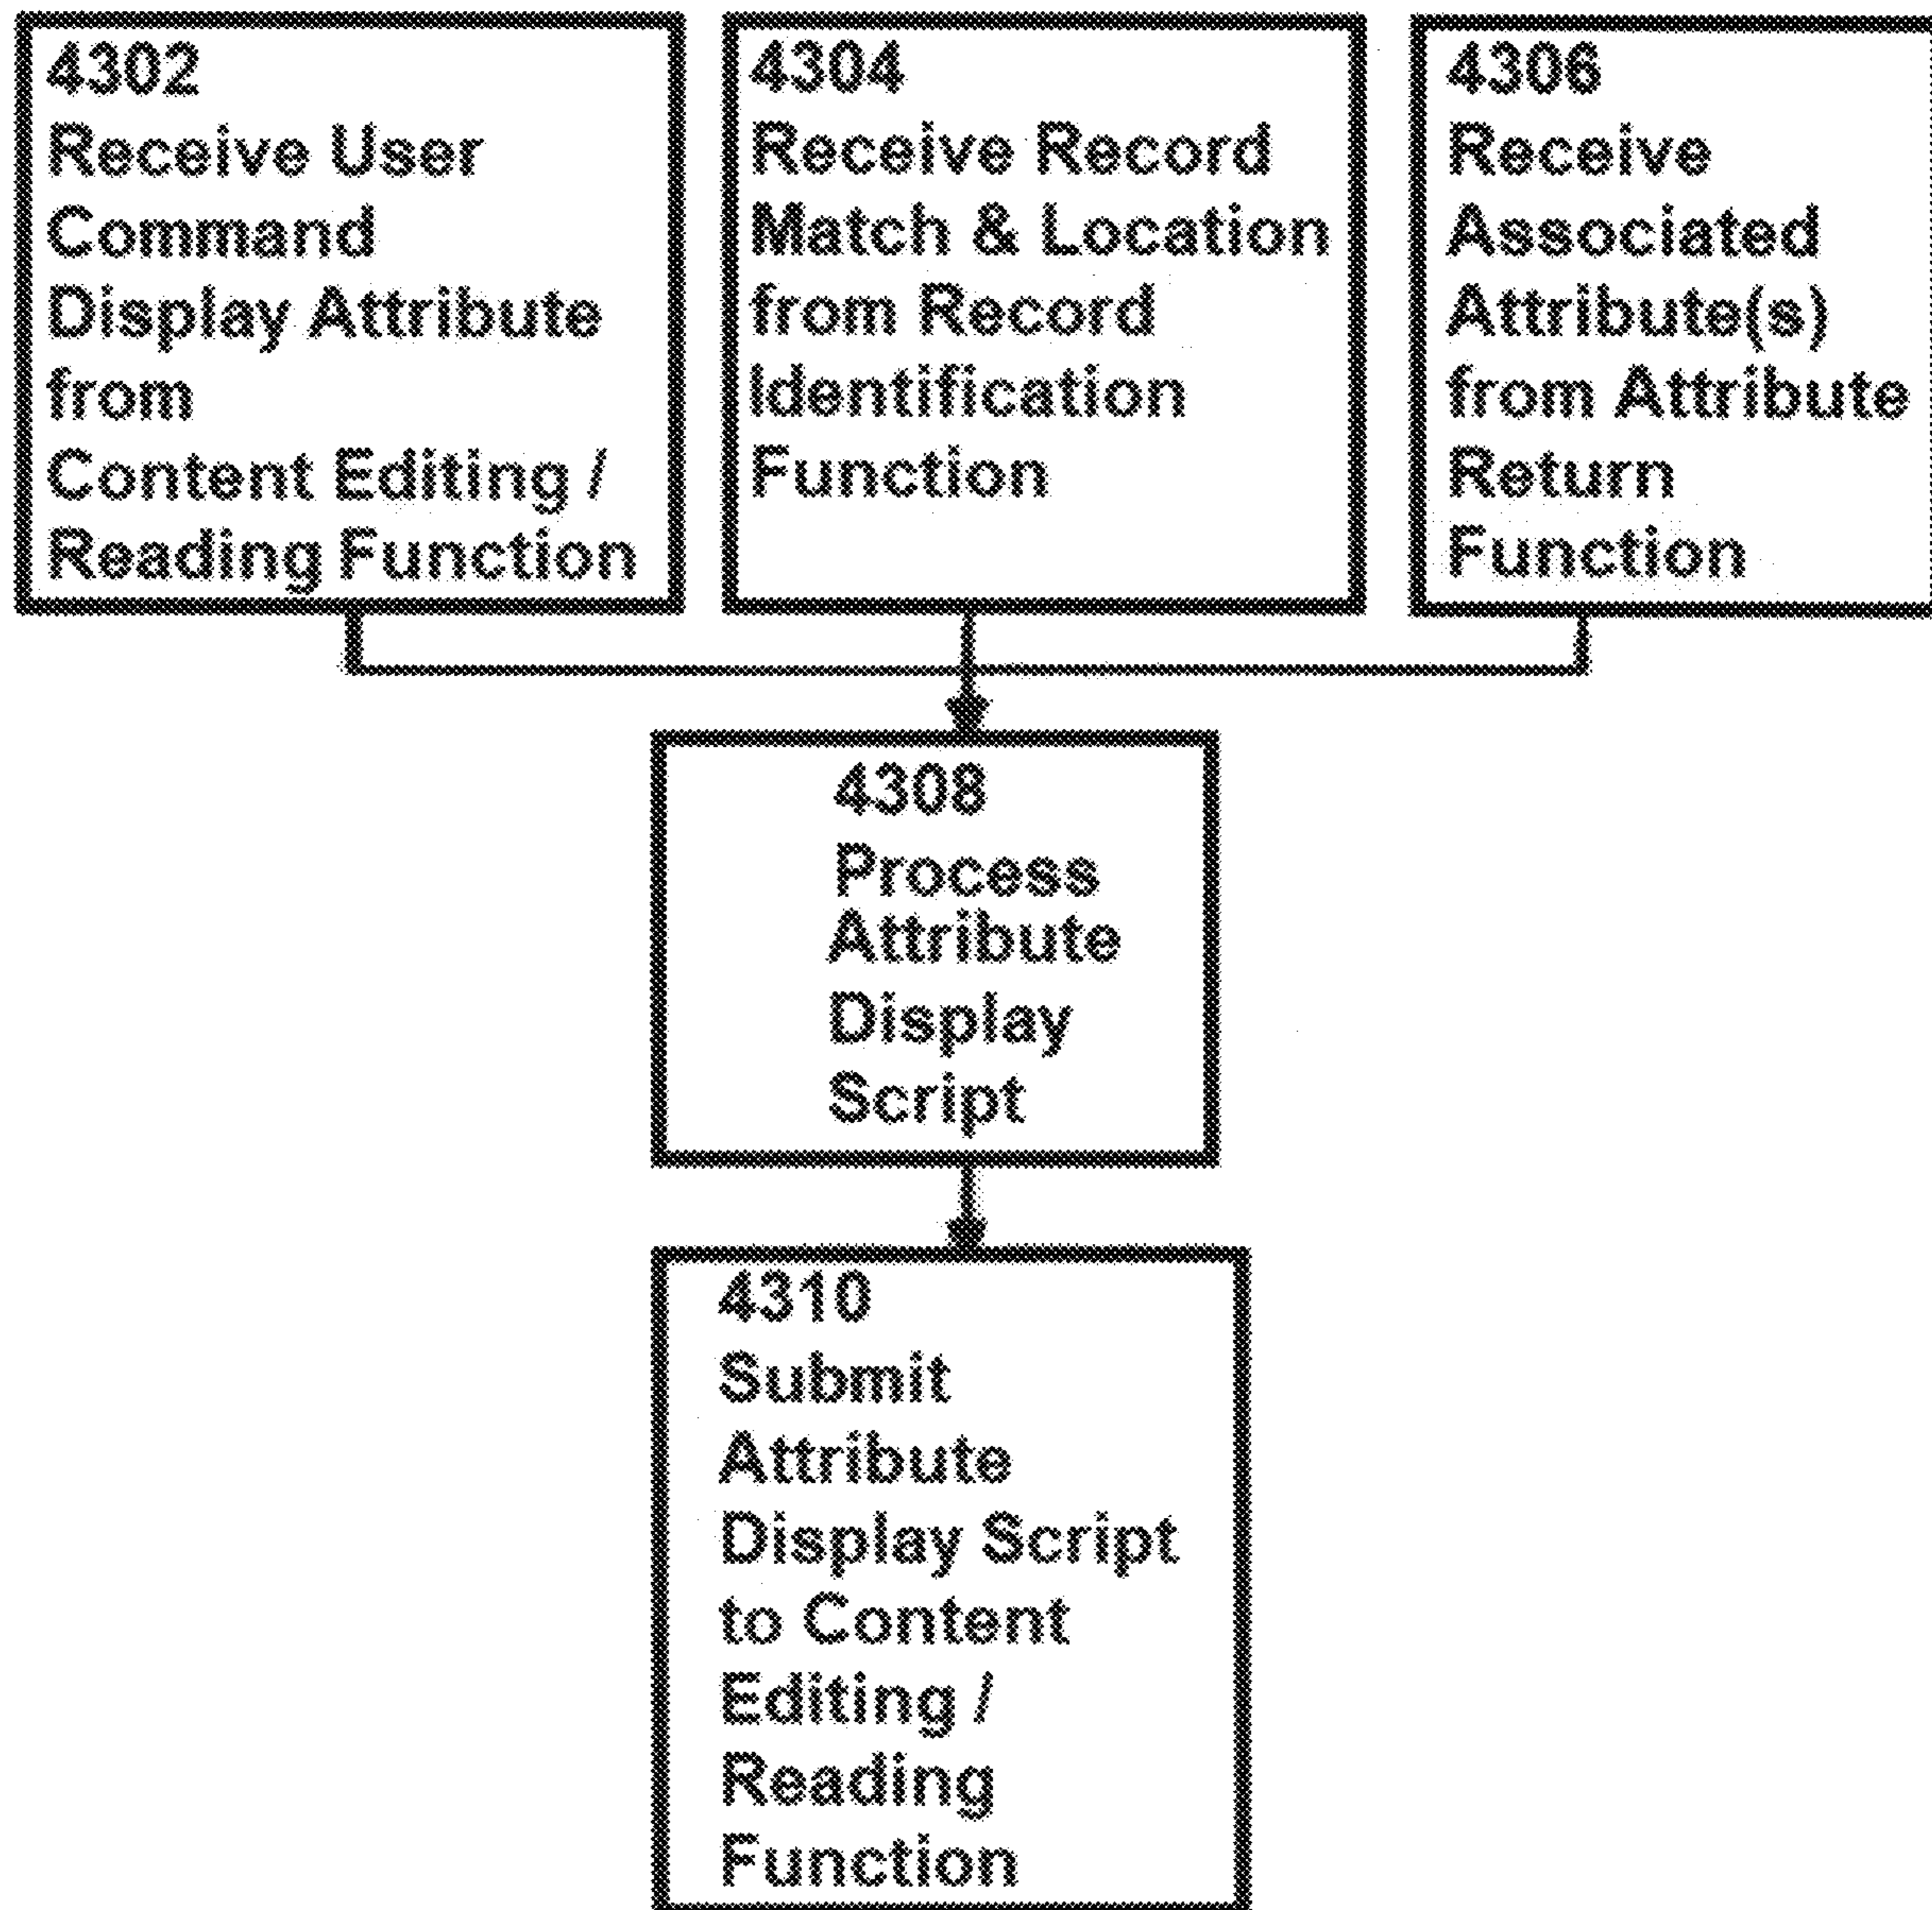 4302
Receive User
Command
Display Attribute
from
Content Editing /
Reading Function
4304
Receive Record
Match & Location
from Record
Identification
Function
4306
Receive
Associated
Attribute(s)
from Attribute
Return
Function
4308
Process
Attribute
Display
Script
4310
Submit
Attribute
Display Script
to Content
Editing /
Reading
Function